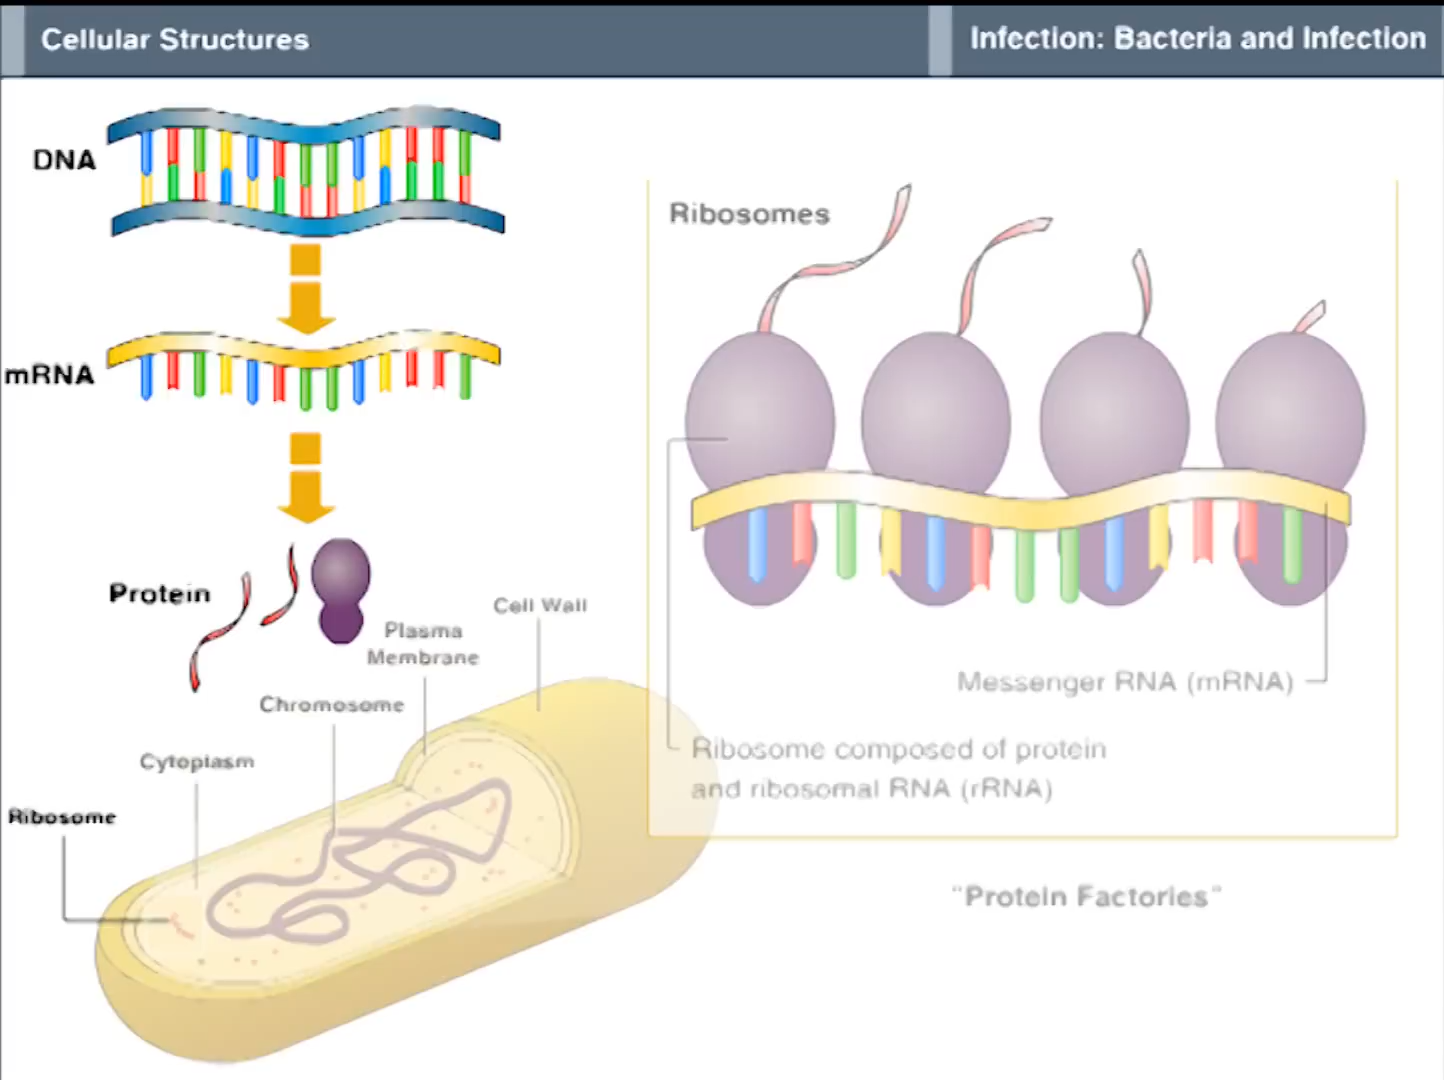 Cellular Structures
Infection: Bacteria and Infection
DNA
mRNA
Protein
Ribosomes
Messenger RNA (mRNA)
Ribosome composed of protein
and ribosomal RNA (rRNA)
"Protein Factories"
Cell Wall
Plasma
Membrane
Chromosome
Cytoplasm
Ribosome